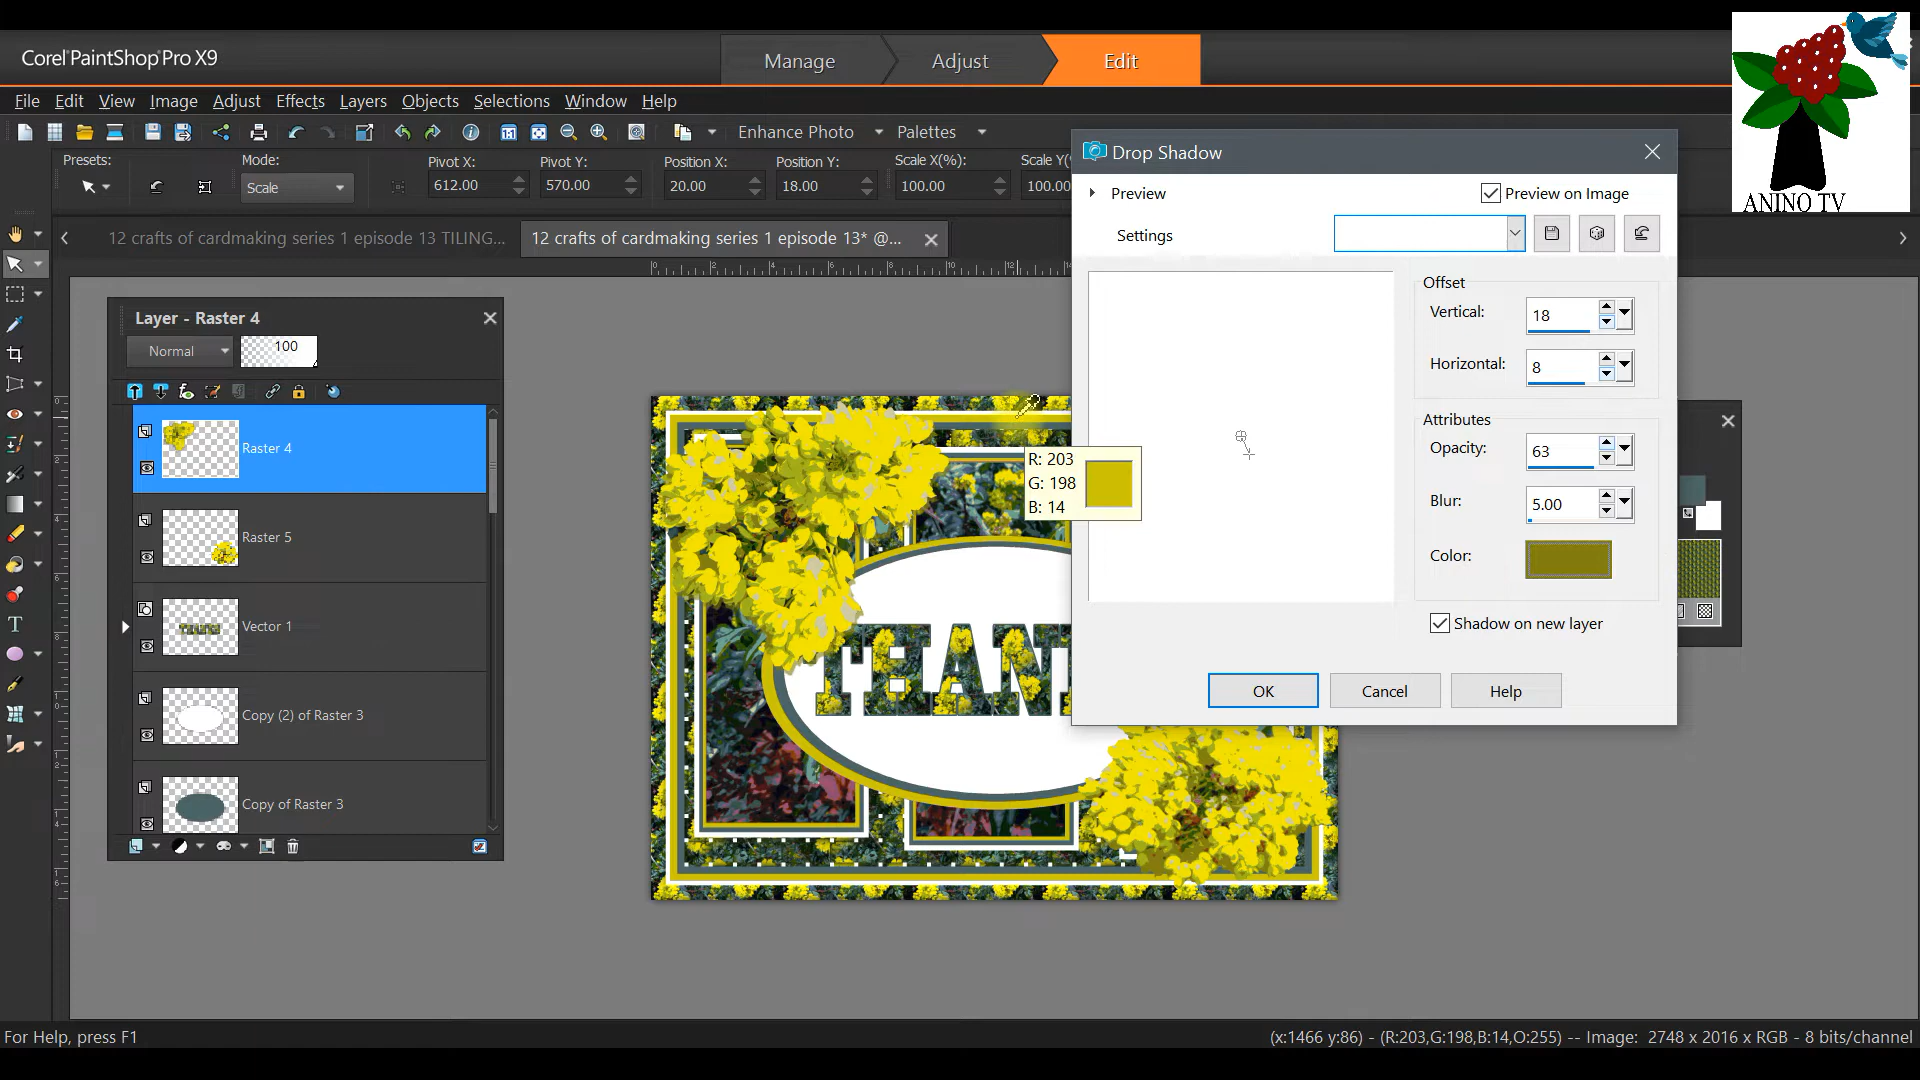 Corel PaintShop Pro X9
Manage
Adjust
Edit
File Edit View Image Adjust Effects Layers Objects Selections Window Help
Enhance Photo
Palettes
Presets:
Mode:
Scale
Pivot X:
612.00
Pivot Y:
570.00
Position X:
20.00
Position Y:
18.00
Scale X(%):
100.00
Scale Y(%
100.00
ANINO TV
12 crafts of cardmaking series 1 episode 13 TILING...
12 crafts of cardmaking series 1 episode 13* @...
Layer - Raster 4
Normal
100
Raster 4
Raster 5
Vector 1
Copy (2) of Raster 3
Copy of Raster 3
THAN
R: 203
G: 198
B: 14
Drop Shadow
Preview
Preview on Image
Settings
Offset
Vertical:
18
Horizontal:
8
Attributes
Opacity:
63
Blur:
5.00
Color:
Shadow on new layer
OK
Cancel
Help
For Help, press F1
(x:1466 y:86) - (R:203,G:198,B:14,O:255) -- Image: 2748 x 2016 x RGB - 8 bits/channel